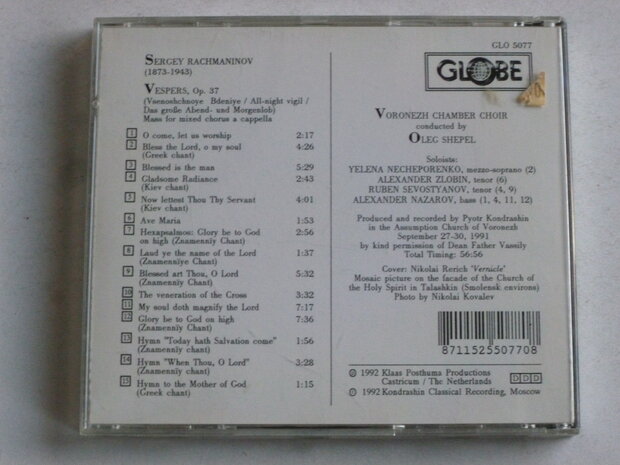 SERGEY RACHMANINOV
(1873-1943)
VESPERS, Op. 37
(Vsenoshchnoye Bdeniye / All-night vigil /
Das große Abend- und Morgenlob)
Mass for mixed chorus a cappella
1 O come, let us worship 2:17
2 Bless the Lord, o my soul 4:26
(Greek chant)
3 Blessed is the man 5:29
4 Gladsome Radiance 2:43
(Kiev chant)
5 Now lettest Thou Thy Servant 4:01
(Kiev chant)
6 Ave Maria 1:53
7 Hexapsalmos: Glory be to God 2:56
on high (Znamennïy Chant)
8 Laud ye the name of the Lord 1:37
(Znamennïy Chant)
9 Blessed art Thou, O Lord 5:32
(Znamennïy Chant)
10 The veneration of the Cross 3:32
11 My soul doth magnify the Lord 7:17
12 Glory be to God on high 7:36
(Znamennïy Chant)
13 Hymn "Today hath Salvation come" 1:56
(Znamennïy chant)
14 Hymn "When Thou, O Lord" 3:28
(Znamennïy chant)
15 Hymn to the Mother of God 1:15
(Greek chant)
GLO 5077
GLOBE
VORONEZH CHAMBER CHOIR
conducted by
OLEG SHEPEL
Soloists:
YELENA NECHEPORENKO, mezzo-soprano (2)
ALEXANDER ZLOBIN, tenor (6)
RUBEN SEVOSTYANOV, tenor (4, 9)
ALEXANDER NAZAROV, bass (1, 4, 11, 12)
Produced and recorded by Pyotr Kondrashin
in the Assumption Church of Voronezh
September 27-30, 1991
by kind permission of Dean Father Vassily
Total Timing: 56:56
Cover: Nikolai Rerich 'Vernicle'
Mosaic picture on the facade of the Church of
the Holy Spirit in Talashkin (Smolensk environs)
Photo by Nikolai Kovalev
8711525507708
℗ 1992 Klaas Posthuma Productions
Castricum / The Netherlands
DDD
© 1992 Kondrashin Classical Recording, Moscow